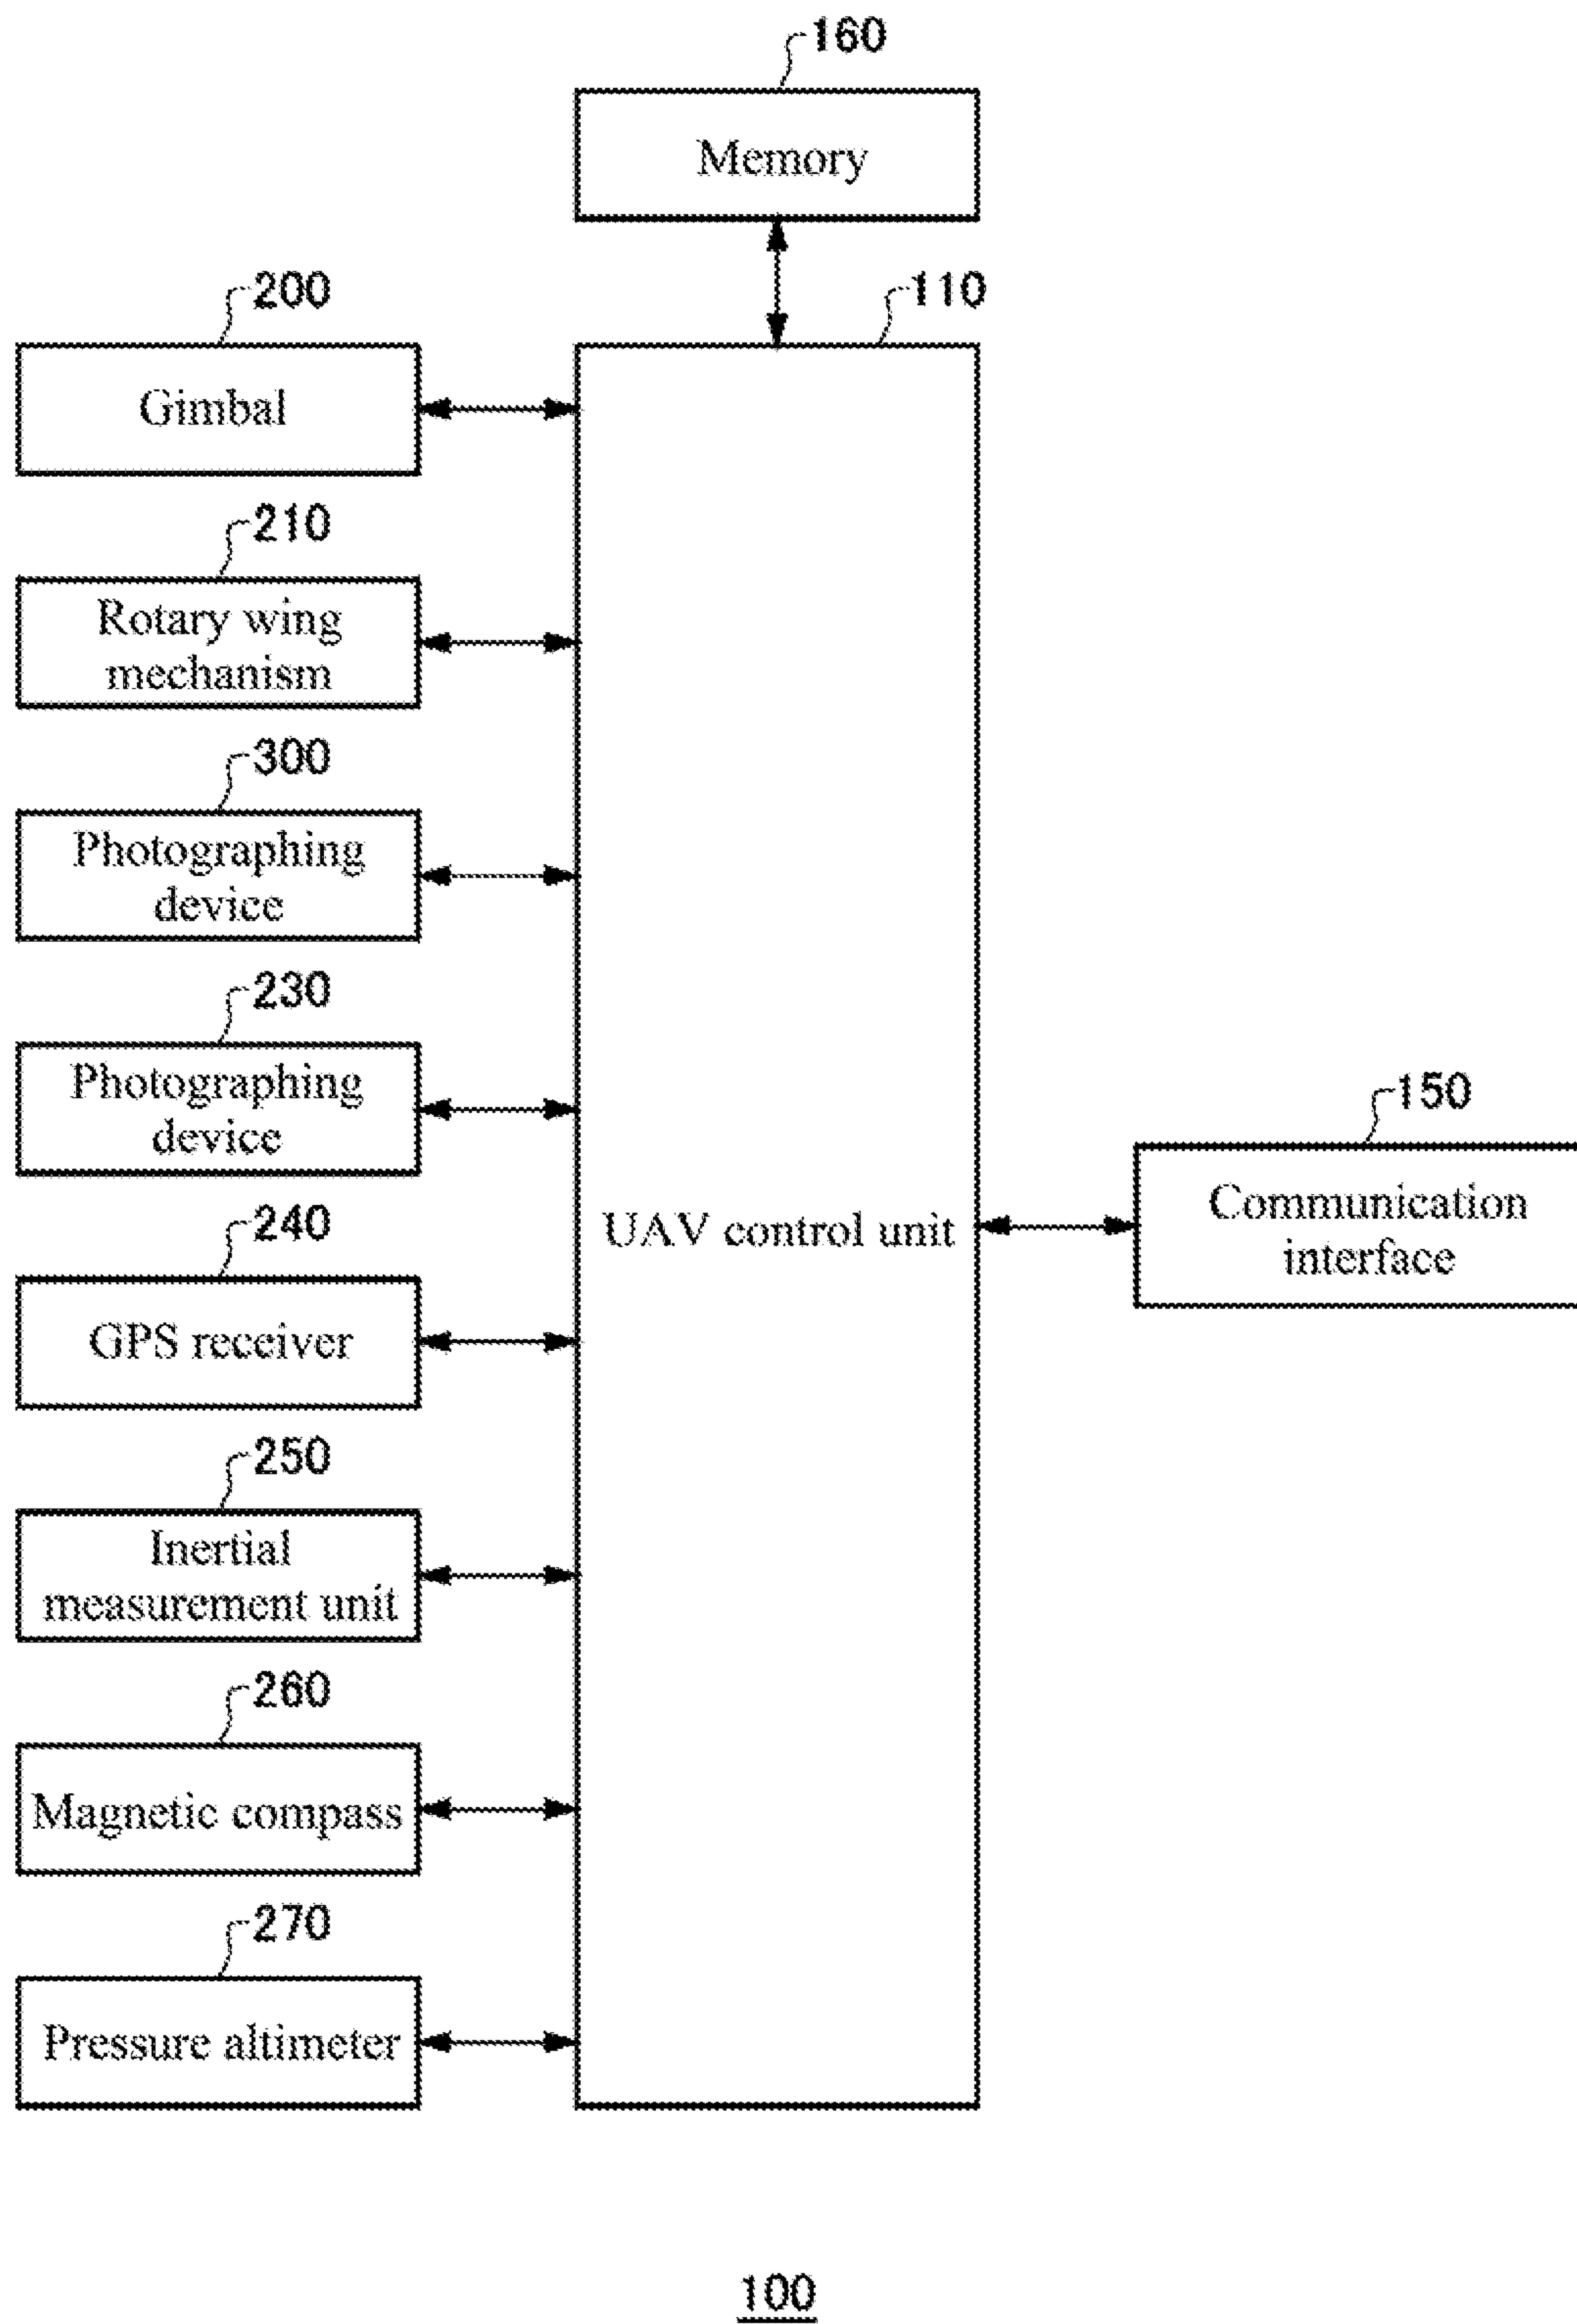 160
Memory
200
110
Gimbal
210
Rotary wing
mechanism
300
Photographing
device
230
Photographing
device
150
Communication
interface
UAV control unit
240
GPS receiver
250
Inertial
measurement unit
260
Magnetic compass
270
Pressure altimeter
100